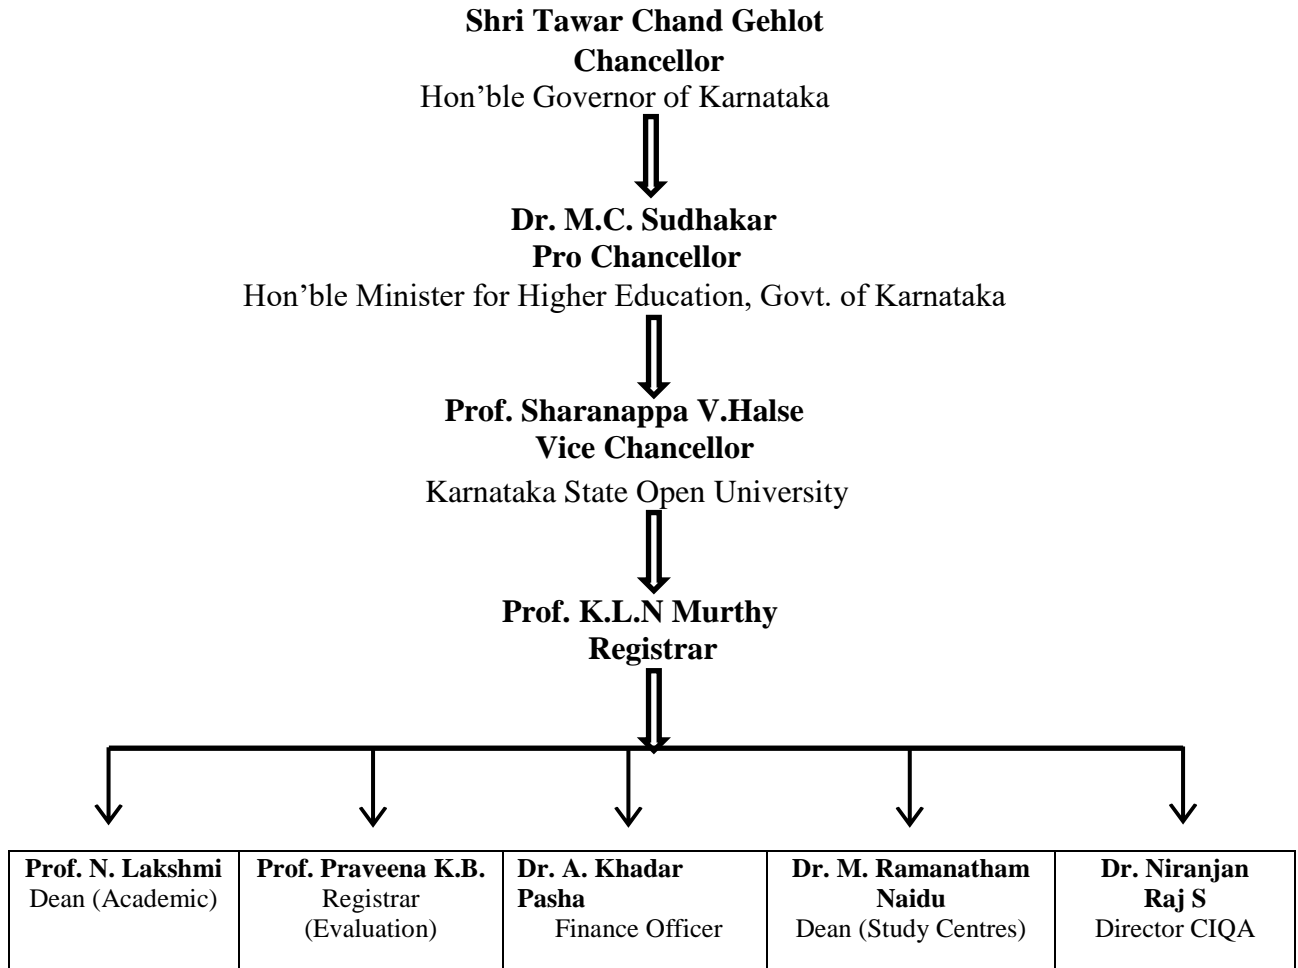 Shri Tawar Chand Gehlot
Chancellor
Hon’ble Governor of Karnataka
Dr. M.C. Sudhakar
Pro Chancellor
Hon’ble Minister for Higher Education, Govt. of Karnataka
Prof. Sharanappa V.Halse
Vice Chancellor
Karnataka State Open University
Prof. K.L.N Murthy
Registrar
Prof. N. Lakshmi
Dean (Academic)
Prof. Praveena K.B.
Registrar
(Evaluation)
Dr. A. Khadar
Pasha
Finance Officer
Dr. M. Ramanatham
Naidu
Dean (Study Centres)
Dr. Niranjan
Raj S
Director CIQA